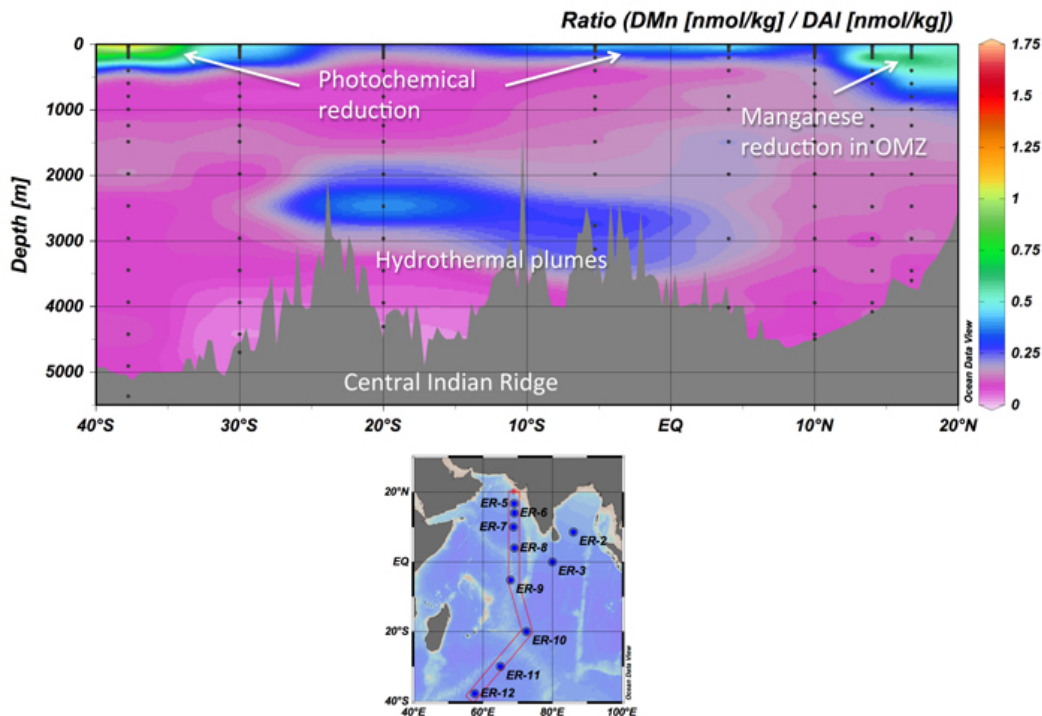 Ratio (DMn [nmol/kg] / DAl [nmol/kg])
Photochemical
reduction
Manganese
reduction in OMZ
Hydrothermal plumes
Central Indian Ridge
Depth [m]
0
1000
2000
3000
4000
5000
40°S
30°S
20°S
10°S
EQ
10°N
20°N
Ocean Data View
1.75
1.5
1.25
1
0.75
0.5
0.25
0
20°N
EQ
20°S
40°S
40°E
60°E
80°E
100°E
ER-5
ER-6
ER-7
ER-2
ER-8
ER-3
ER-9
ER-10
ER-11
ER-12
Ocean Data View